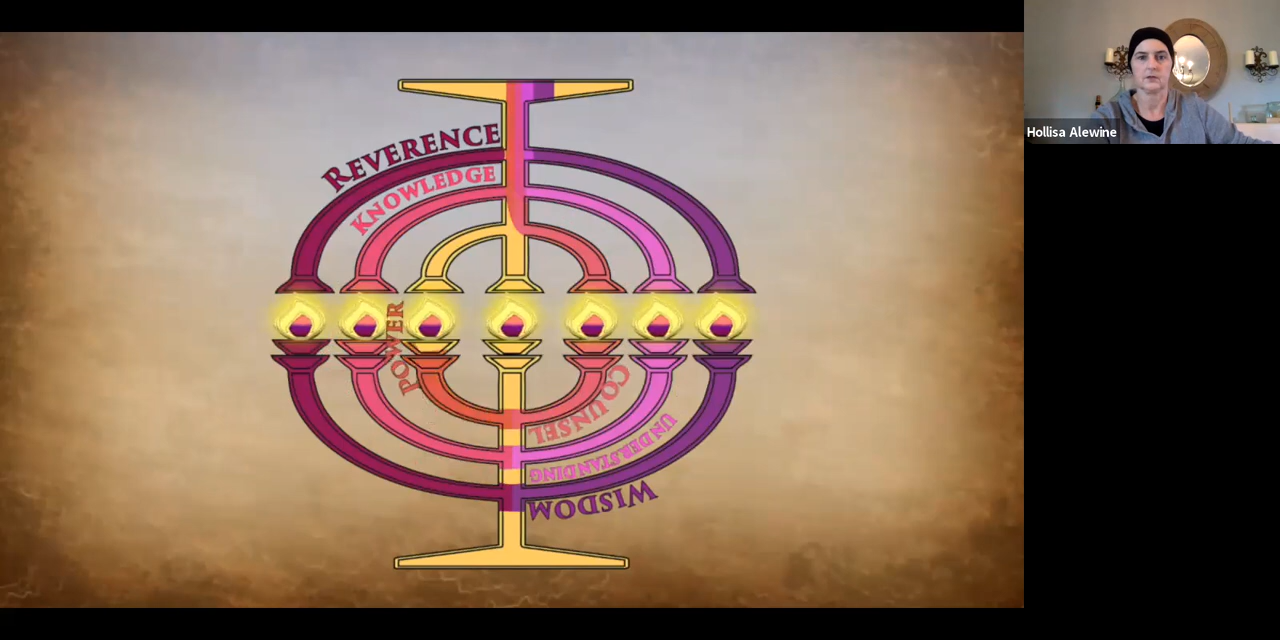 REVERENCE
KNOWLEDGE
POWER
COUNSEL
UNDERSTANDING
WISDOM
Hollisa Alewine